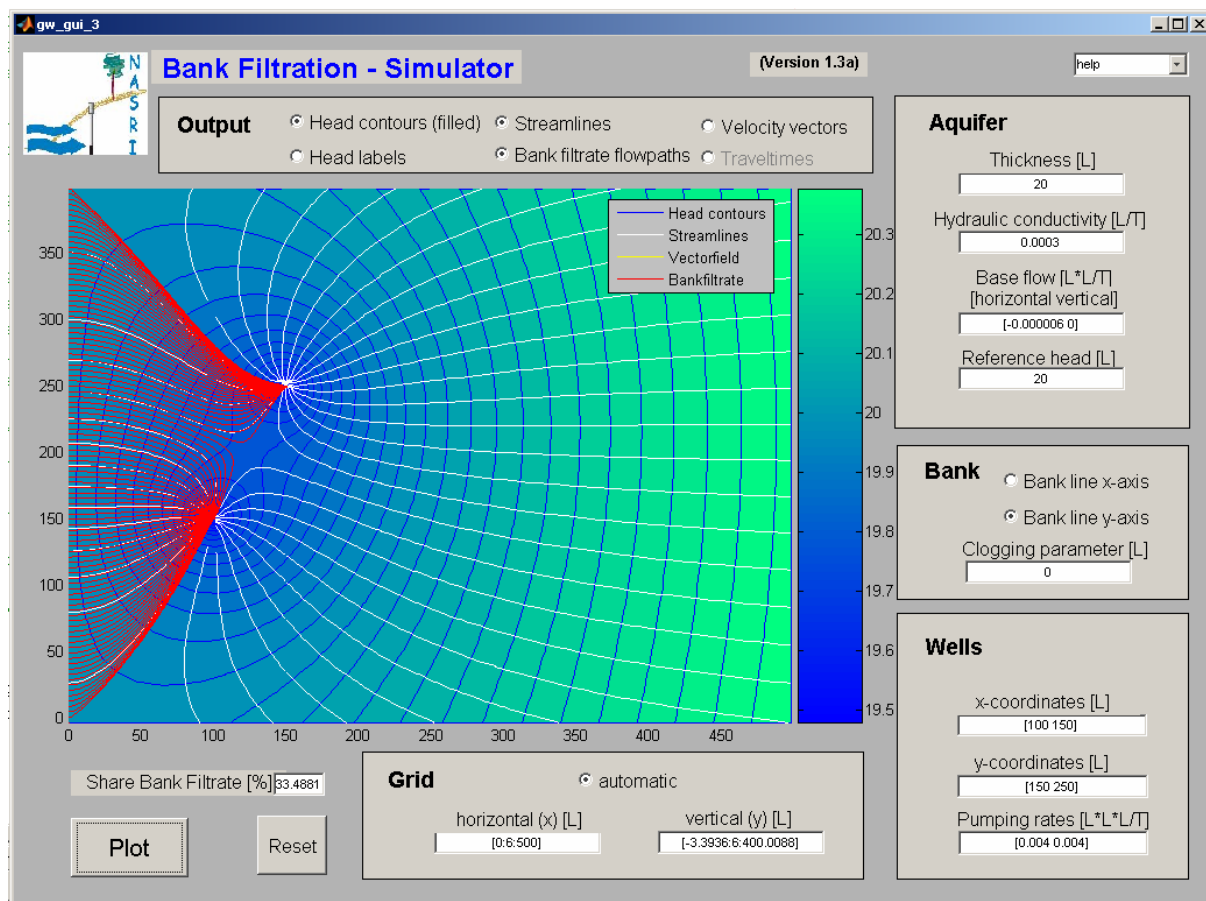 gw_gui_3
NASRI
Bank Filtration - Simulator
(Version 1.3a)
help
Output
Head contours (filled)
Streamlines
Velocity vectors
Head labels
Bank filtrate flowpaths
Traveltimes
Head contours
Streamlines
Vectorfield
Bankfiltrate
350
300
250
200
150
100
50
0
0 50 100 150 200 250 300 350 400 450
20.3
20.2
20.1
20
19.9
19.8
19.7
19.6
19.5
Aquifer
Thickness [L]
20
Hydraulic conductivity [L/T]
0.0003
Base flow [L*L/T]
[horizontal vertical]
[-0.000006 0]
Reference head [L]
20
Bank
Bank line x-axis
Bank line y-axis
Clogging parameter [L]
0
Wells
x-coordinates [L]
[100 150]
y-coordinates [L]
[150 250]
Pumping rates [L*L*L/T]
[0.004 0.004]
Share Bank Filtrate [%] 33.4881
Plot
Reset
Grid
automatic
horizontal (x) [L]
[0:6:500]
vertical (y) [L]
[-3.3936:6:400.0088]